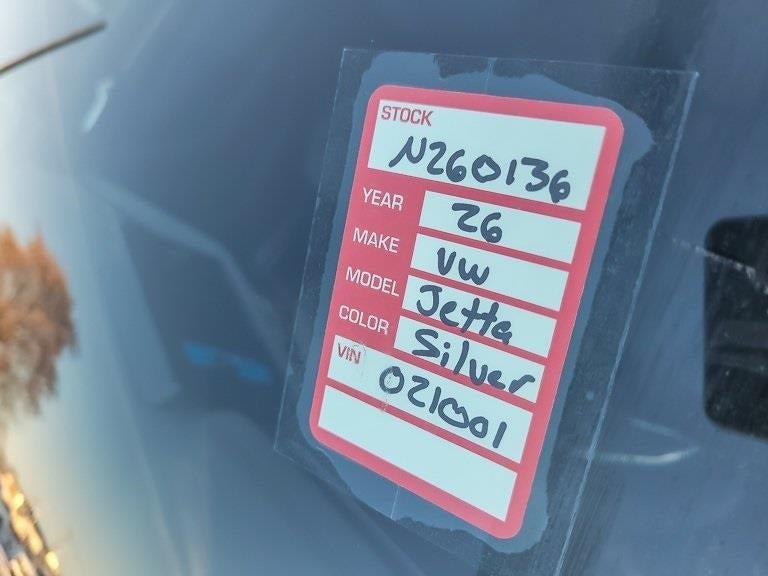 STOCK
N260136
YEAR 26
MAKE VW
MODEL Jetta
COLOR Silver
VIN 021001